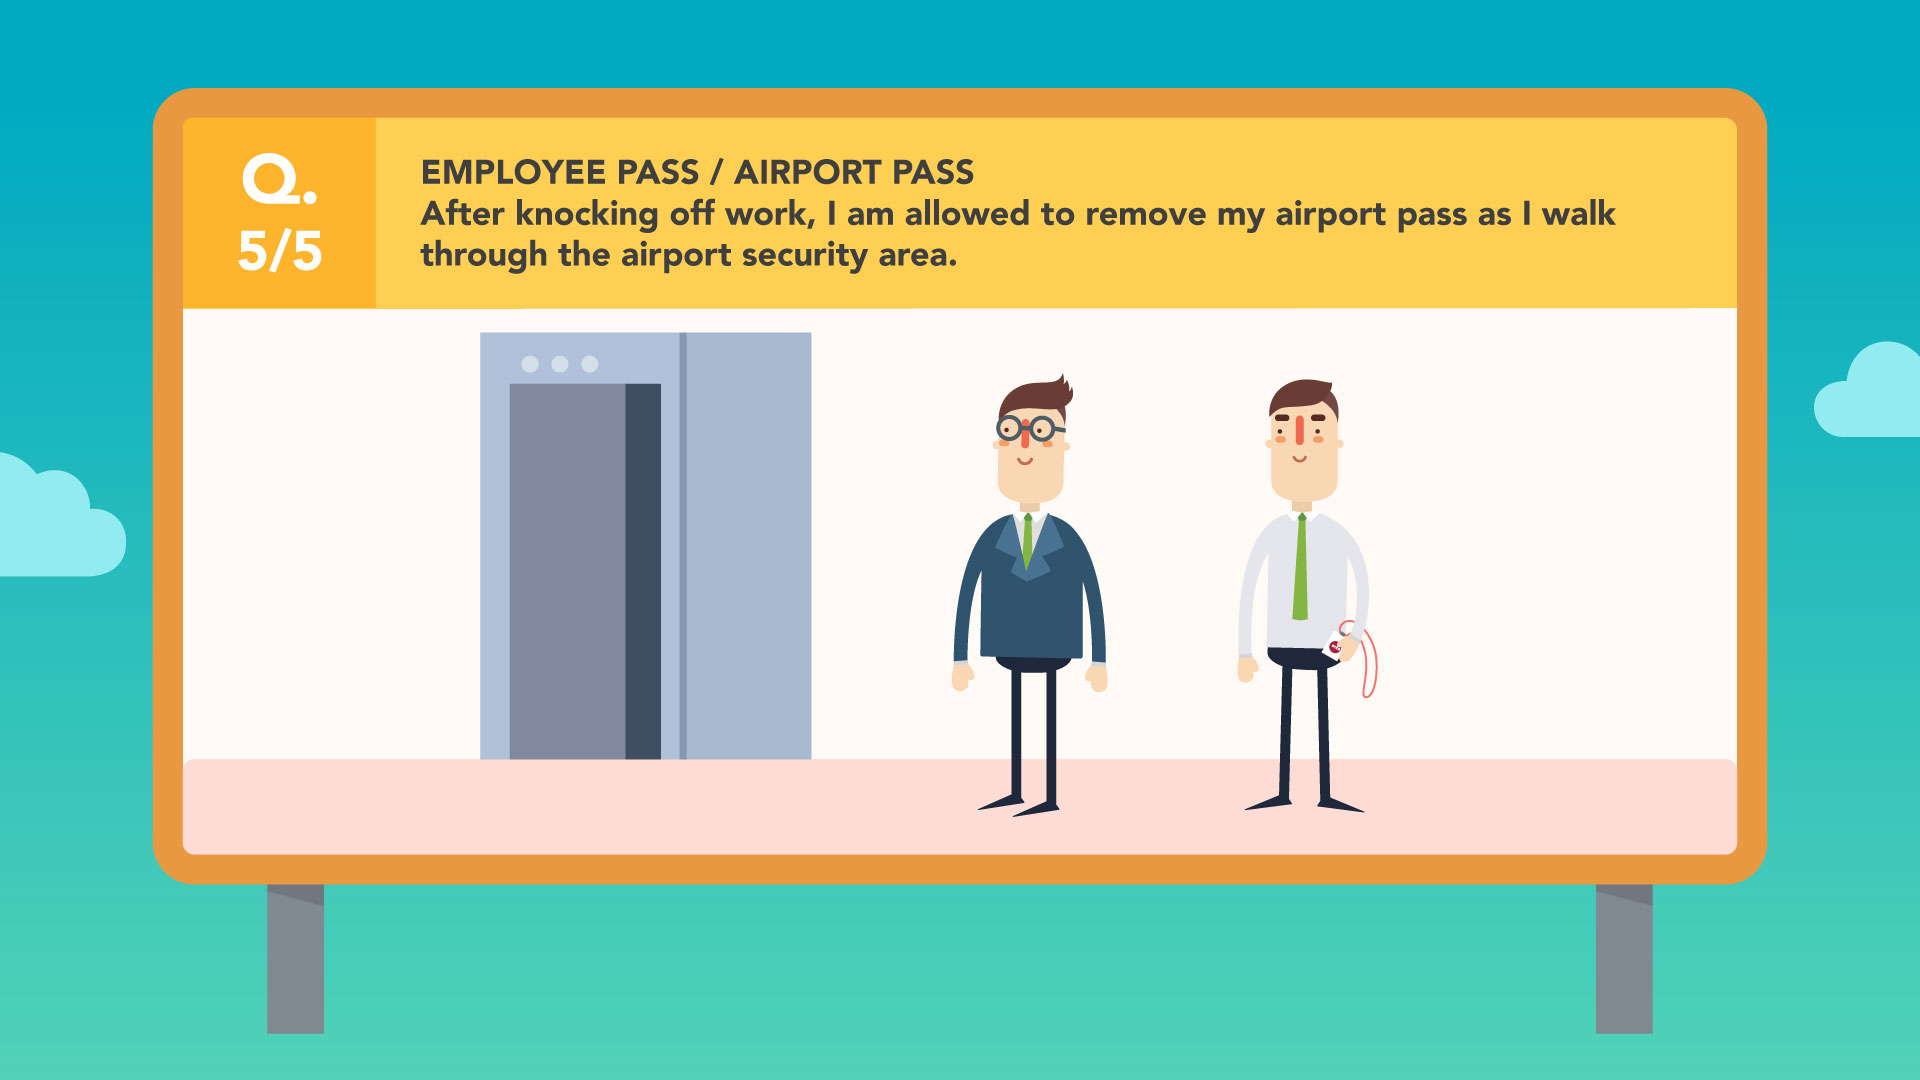 Q.
5/5
EMPLOYEE PASS / AIRPORT PASS
After knocking off work, I am allowed to remove my airport pass as I walk
through the airport security area.